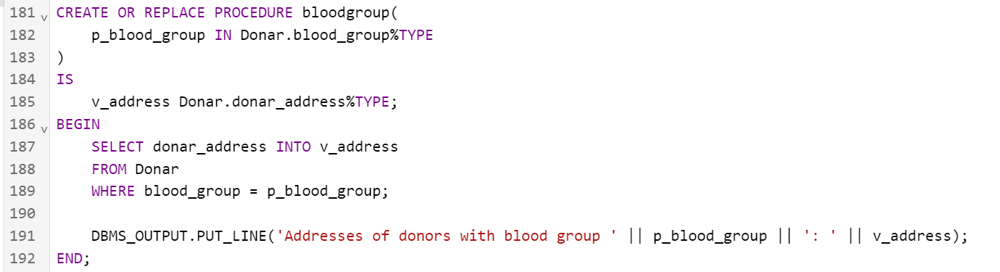 181 v CREATE OR REPLACE PROCEDURE bloodgroup(
182     p_blood_group IN Donar.blood_group%TYPE
183 )
184 IS
185     v_address Donar.donar_address%TYPE;
186 v BEGIN
187     SELECT donar_address INTO v_address
188     FROM Donar
189     WHERE blood_group = p_blood_group;
190
191     DBMS_OUTPUT.PUT_LINE('Addresses of donors with blood group ' || p_blood_group || ': ' || v_address);
192 END;